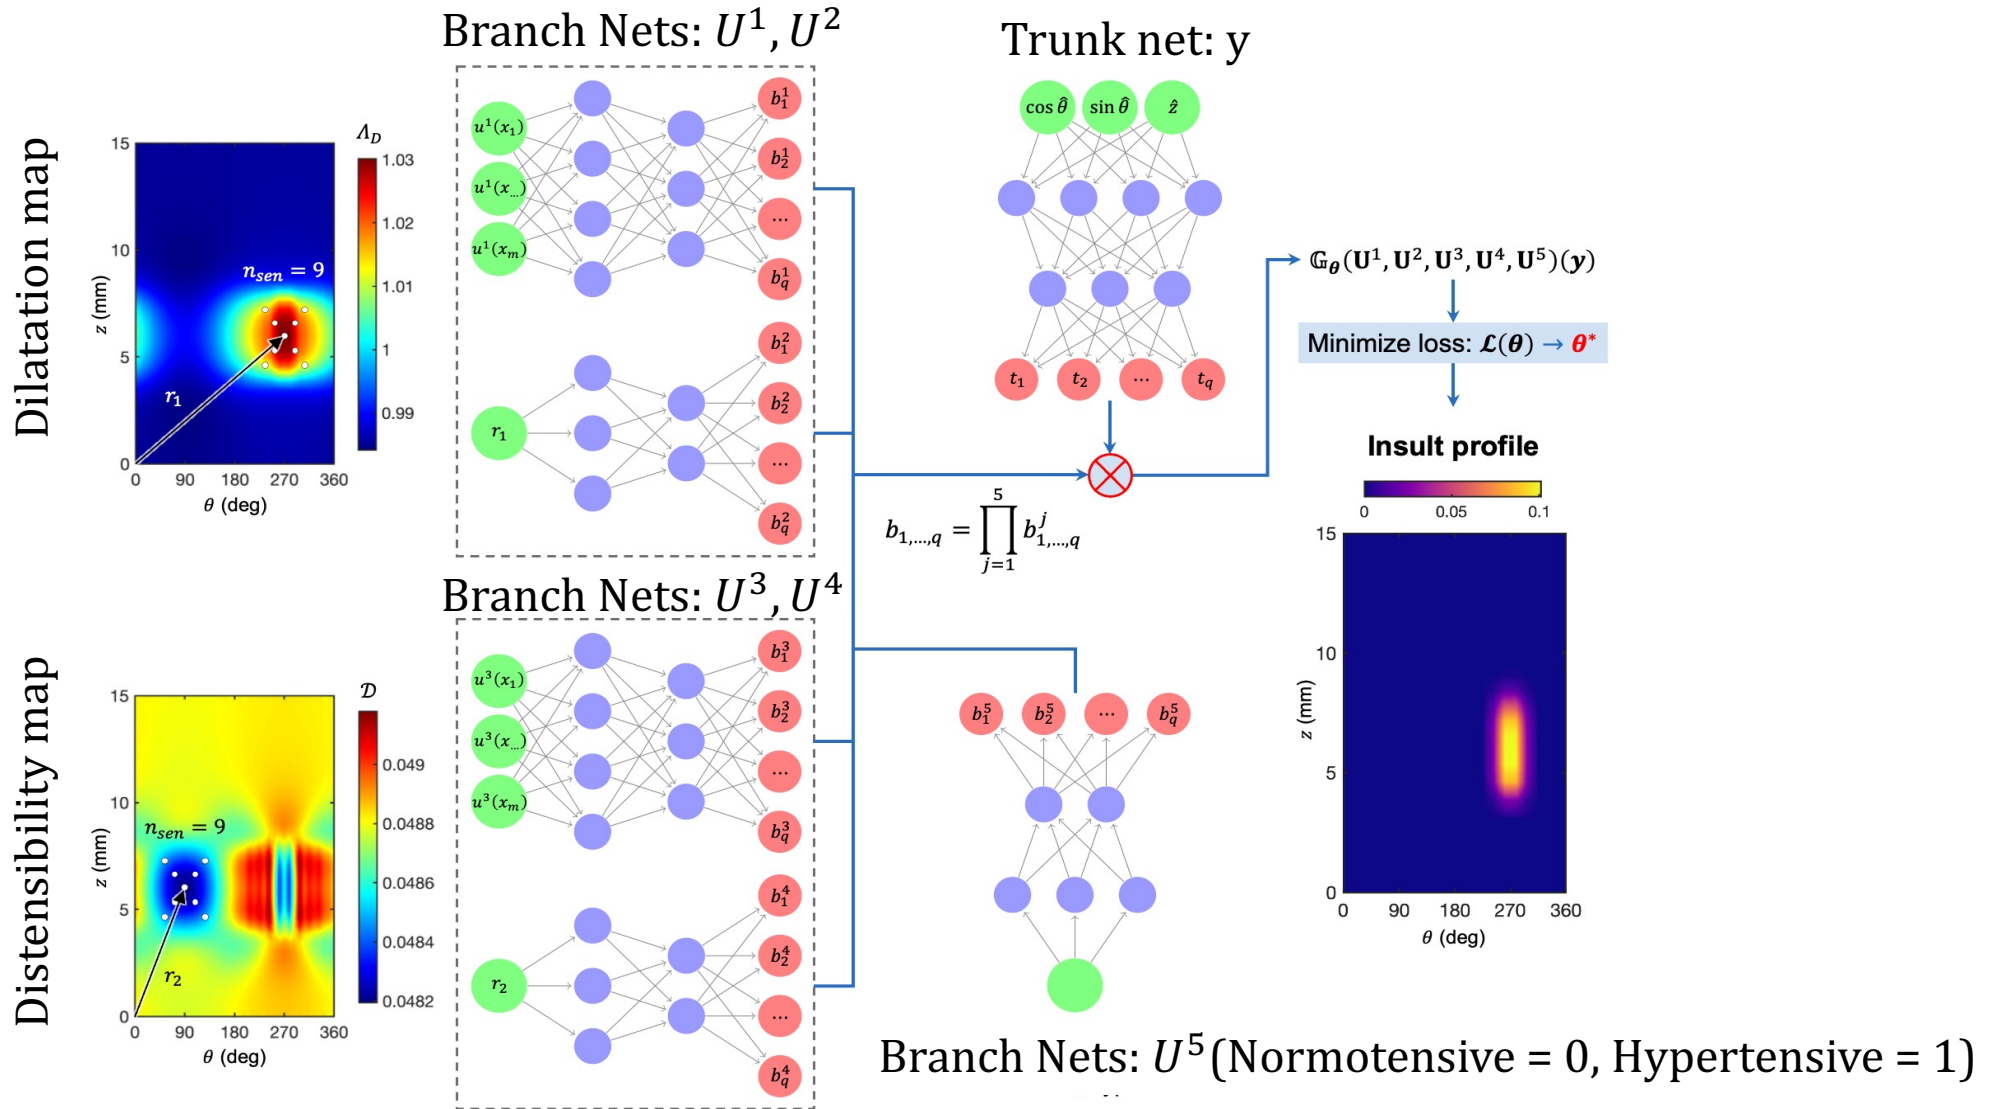 Branch Nets: U¹, U²
Trunk net: y
Dilatation map
Λ_D
15
10
5
0
z (mm)
0 90 180 270 360
θ (deg)
n_sen = 9
r₁
1.03
1.02
1.01
1
0.99
u¹(x₁)
u¹(x_...)
u¹(x_m)
b₁¹
b₂¹
...
b_q¹
r₁
b₁²
b₂²
...
b_q²
cos θ̂ sin θ̂ ẑ
t₁ t₂ ... t_q
b_{1,...,q} = ∏_{j=1}^{5} b^j_{1,...,q}
𝔾_θ(U¹, U², U³, U⁴, U⁵)(y)
Minimize loss: 𝓛(θ) → θ*
Insult profile
0 0.05 0.1
15
10
5
0
z (mm)
0 90 180 270 360
θ (deg)
Branch Nets: U³, U⁴
Distensibility map
𝒟
15
10
5
0
z (mm)
0 90 180 270 360
θ (deg)
n_sen = 9
r₂
0.049
0.0488
0.0486
0.0484
0.0482
u³(x₁)
u³(x_...)
u³(x_m)
b₁³
b₂³
...
b_q³
r₂
b₁⁴
b₂⁴
...
b_q⁴
b₁⁵ b₂⁵ ... b_q⁵
Branch Nets: U⁵(Normotensive = 0, Hypertensive = 1)